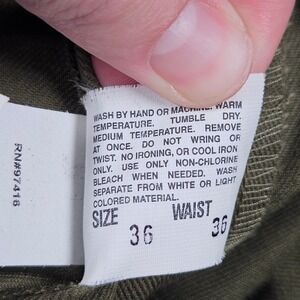 WASH BY HAND OR MACHINE, WARM
TEMPERATURE. TUMBLE DRY.
MEDIUM TEMPERATURE. REMOVE
AT ONCE. DO NOT WRING OR
TWIST. NO IRONING, OR COOL IRON
ONLY. USE ONLY NON-CHLORINE
BLEACH WHEN NEEDED. WASH
SEPARATE FROM WHITE OR LIGHT
COLORED MATERIAL.
SIZE WAIST
36 36
RN#97416